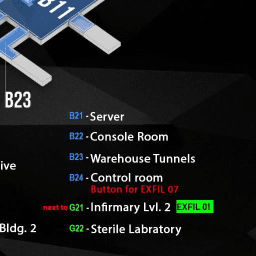 B11
B23
B21 - Server
B22 - Console Room
B23 - Warehouse Tunnels
ive
B24 - Control room
Button for EXFIL 07
next to G21 - Infirmary Lvl. 2 EXFIL 01
Bldg. 2
G22 - Sterile Labratory